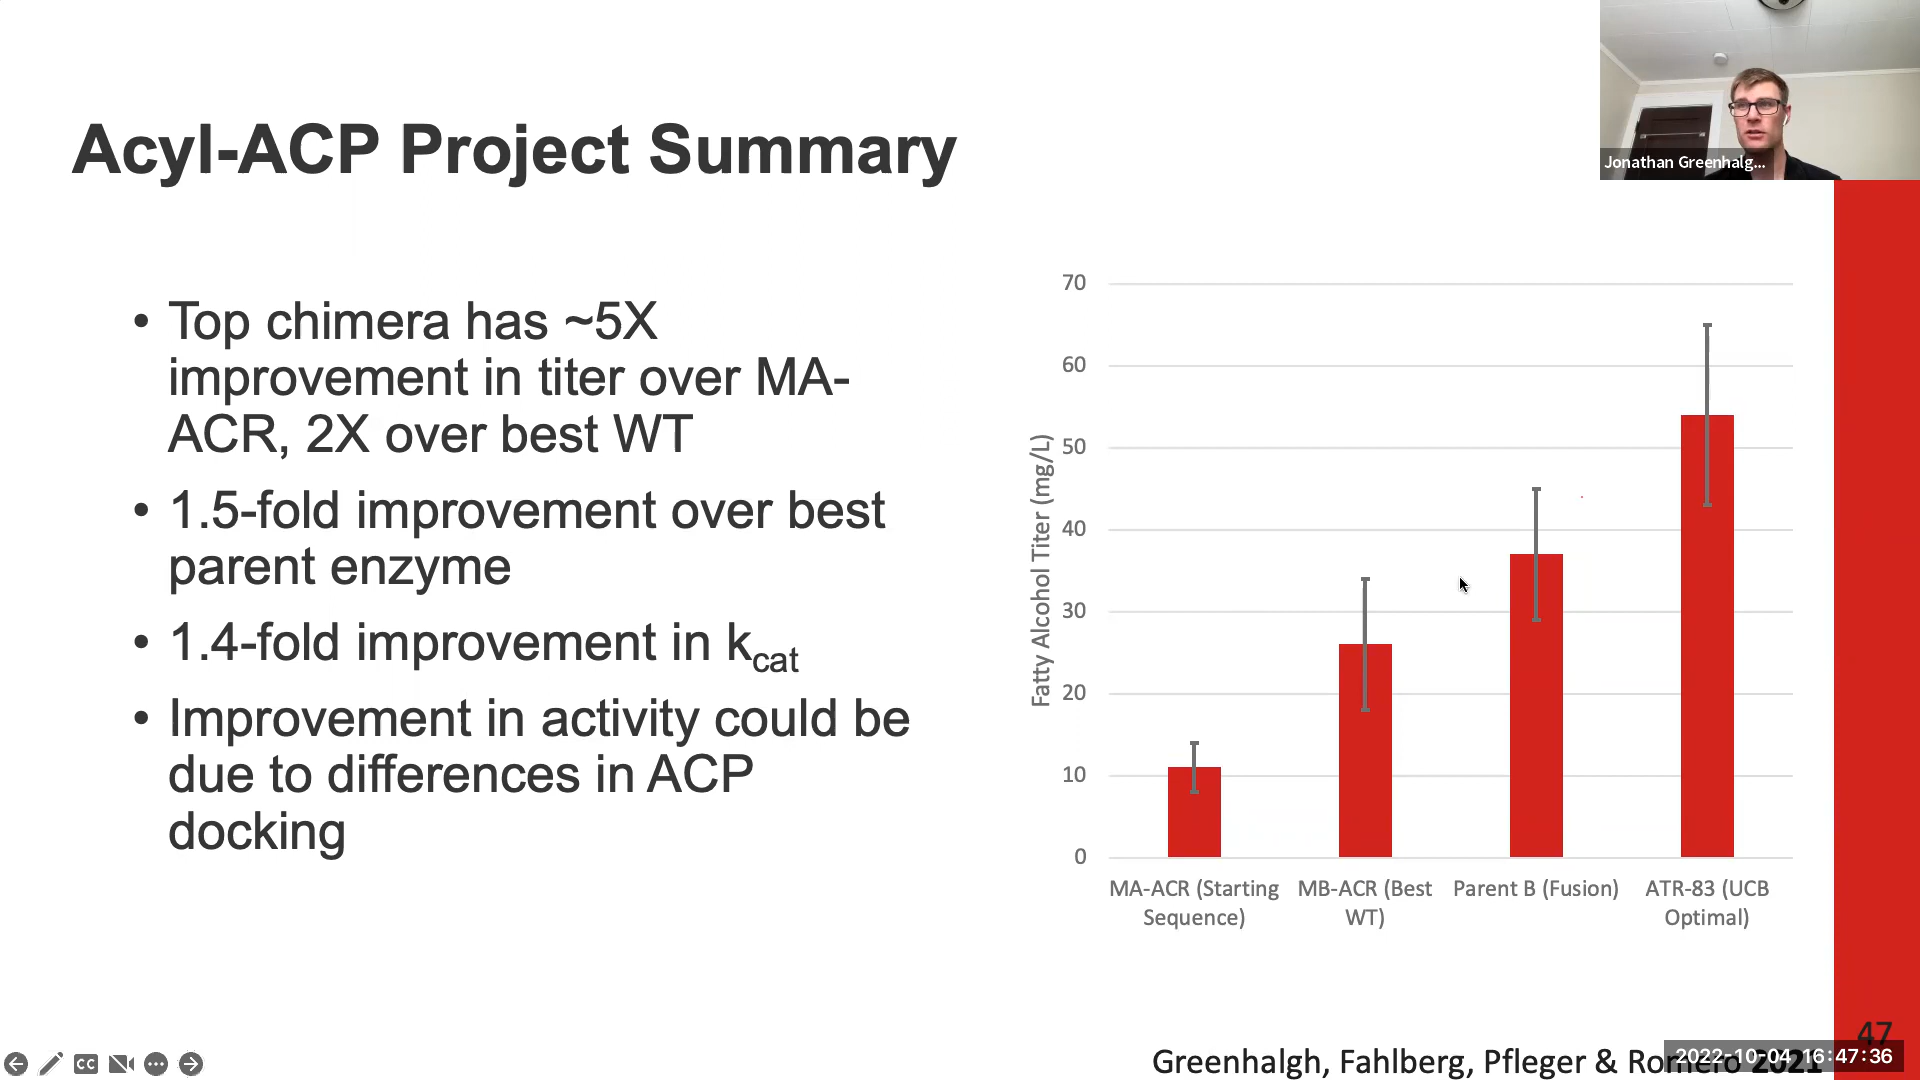 Jonathan Greenhalg...
Acyl-ACP Project Summary
• Top chimera has ~5X
improvement in titer over MA-
ACR, 2X over best WT
• 1.5-fold improvement over best
parent enzyme
• 1.4-fold improvement in kcat
• Improvement in activity could be
due to differences in ACP
docking
Fatty Alcohol Titer (mg/L)
70
60
50
40
30
20
10
0
MA-ACR (Starting
Sequence)
MB-ACR (Best
WT)
Parent B (Fusion)
ATR-83 (UCB
Optimal)
47
Greenhalgh, Fahlberg, Pfleger & Romero 2021
2022-10-04 16:47:36
CC